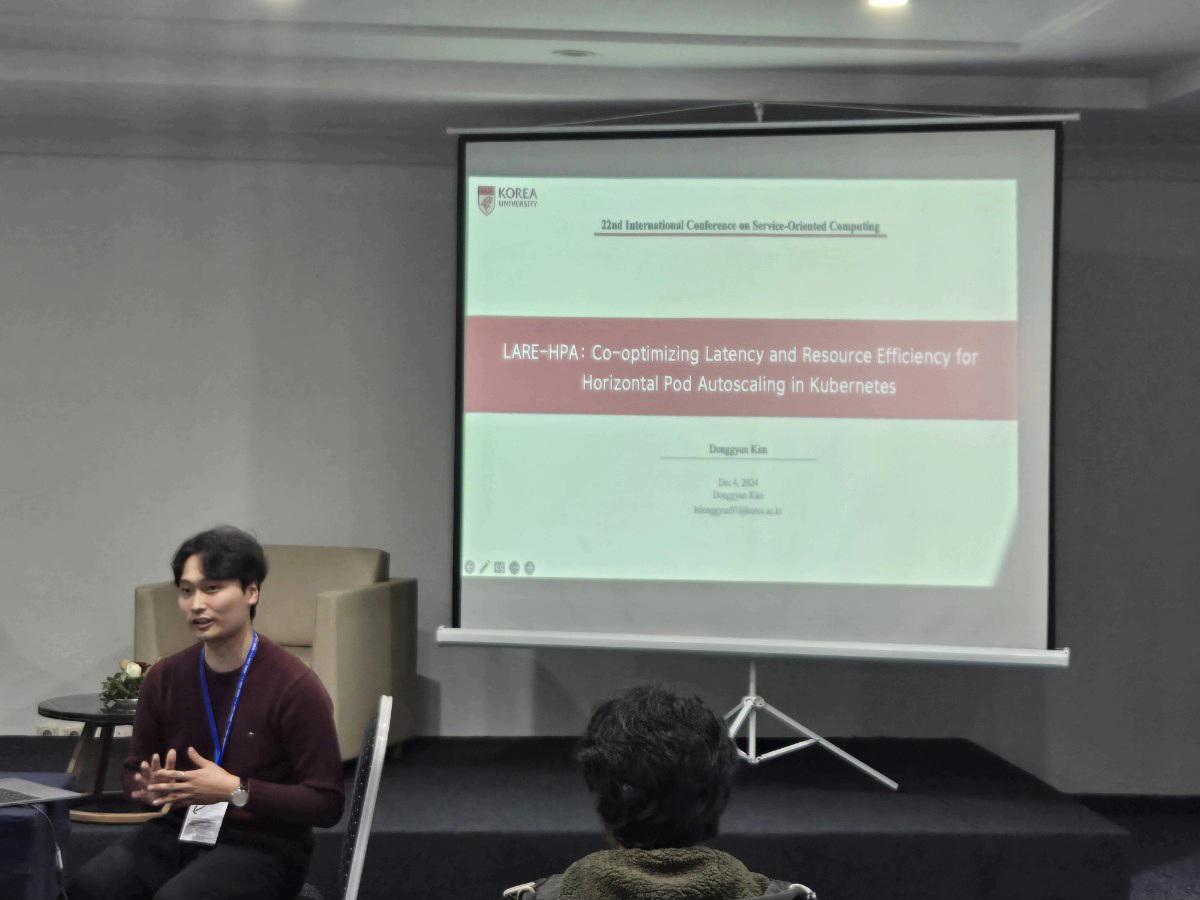 KOREA
UNIVERSITY
22nd International Conference on Service-Oriented Computing
LARE-HPA: Co-optimizing Latency and Resource Efficiency for
Horizontal Pod Autoscaling in Kubernetes
Donggyun Kim
Dec 4, 2024
Donggyun Kim